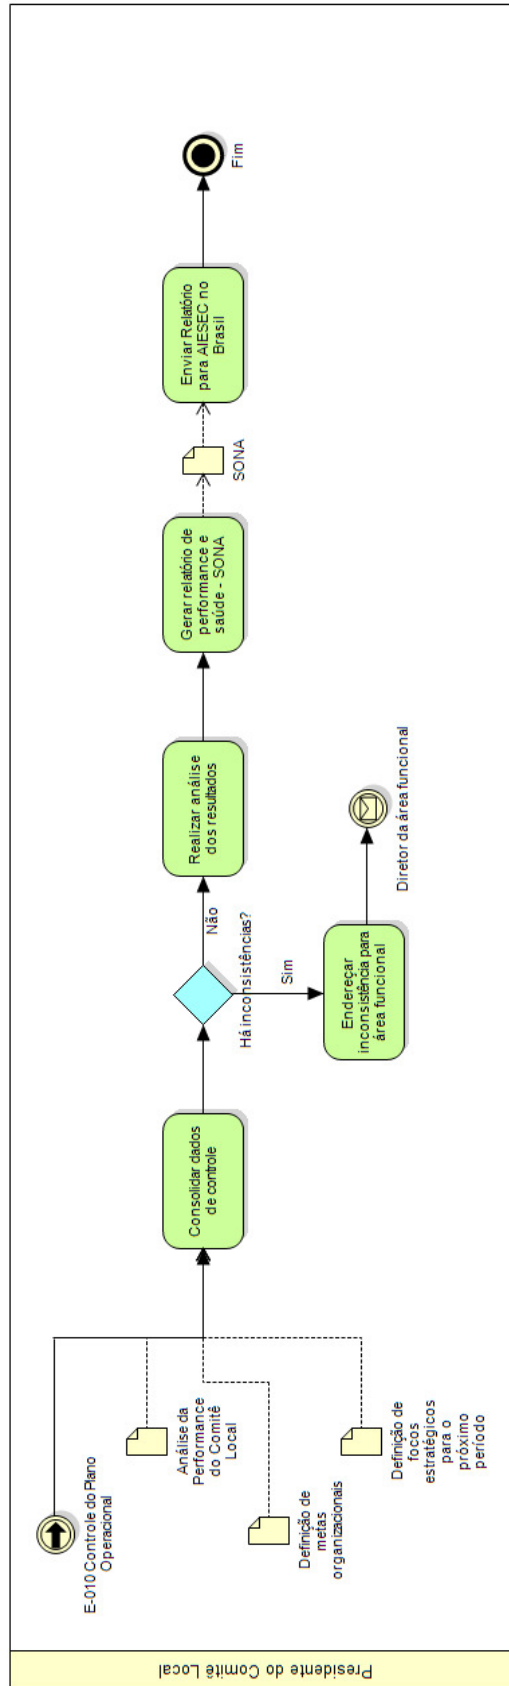 Presidente do Comitê Local
E-010 Controle do Plano
Operacional
Análise da
Performance
do Comitê
Local
Definição de
metas
organizacionais
Definição de
focos
estratégicos
para o
próximo
período
Consolidar dados
de controle
Há inconsistências?
Não
Sim
Endereçar
inconsistência para
área funcional
Diretor da área funcional
Realizar análise
dos resultados
Gerar relatório de
performance e
saúde - SONA
SONA
Enviar Relatório
para AIESEC no
Brasil
Fim